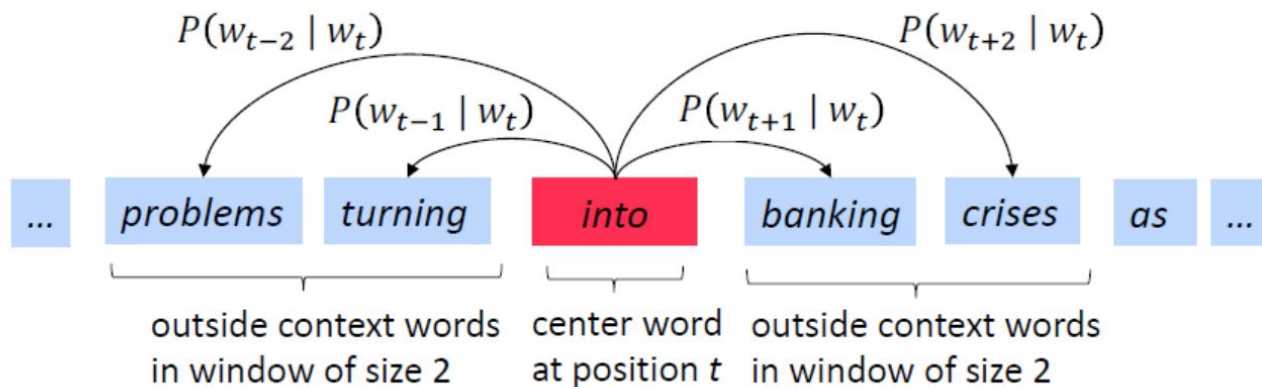 P(w_{t−2} | w_t) P(w_{t+2} | w_t)
P(w_{t−1} | w_t) P(w_{t+1} | w_t)
... problems turning into banking crises as ...
outside context words center word outside context words
in window of size 2 at position t in window of size 2